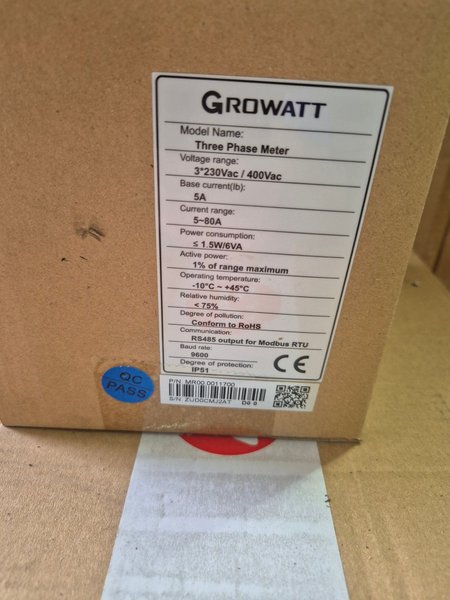 GROWATT
Model Name:
Three Phase Meter
Voltage range:
3*230Vac / 400Vac
Base current(Ib):
5A
Current range:
5~80A
Power consumption:
≤ 1.5W/6VA
Active power:
1% of range maximum
Operating temperature:
-10°C ~ +45°C
Relative humidity:
< 75%
Degree of pollution:
Conform to RoHS
Communication:
RS485 output for Modbus RTU
Baud rate:
9600
Degree of protection:
IP51
CE
QC
PASS
P/N: MR00.0011700
S/N: ZUD0CMJ2AT